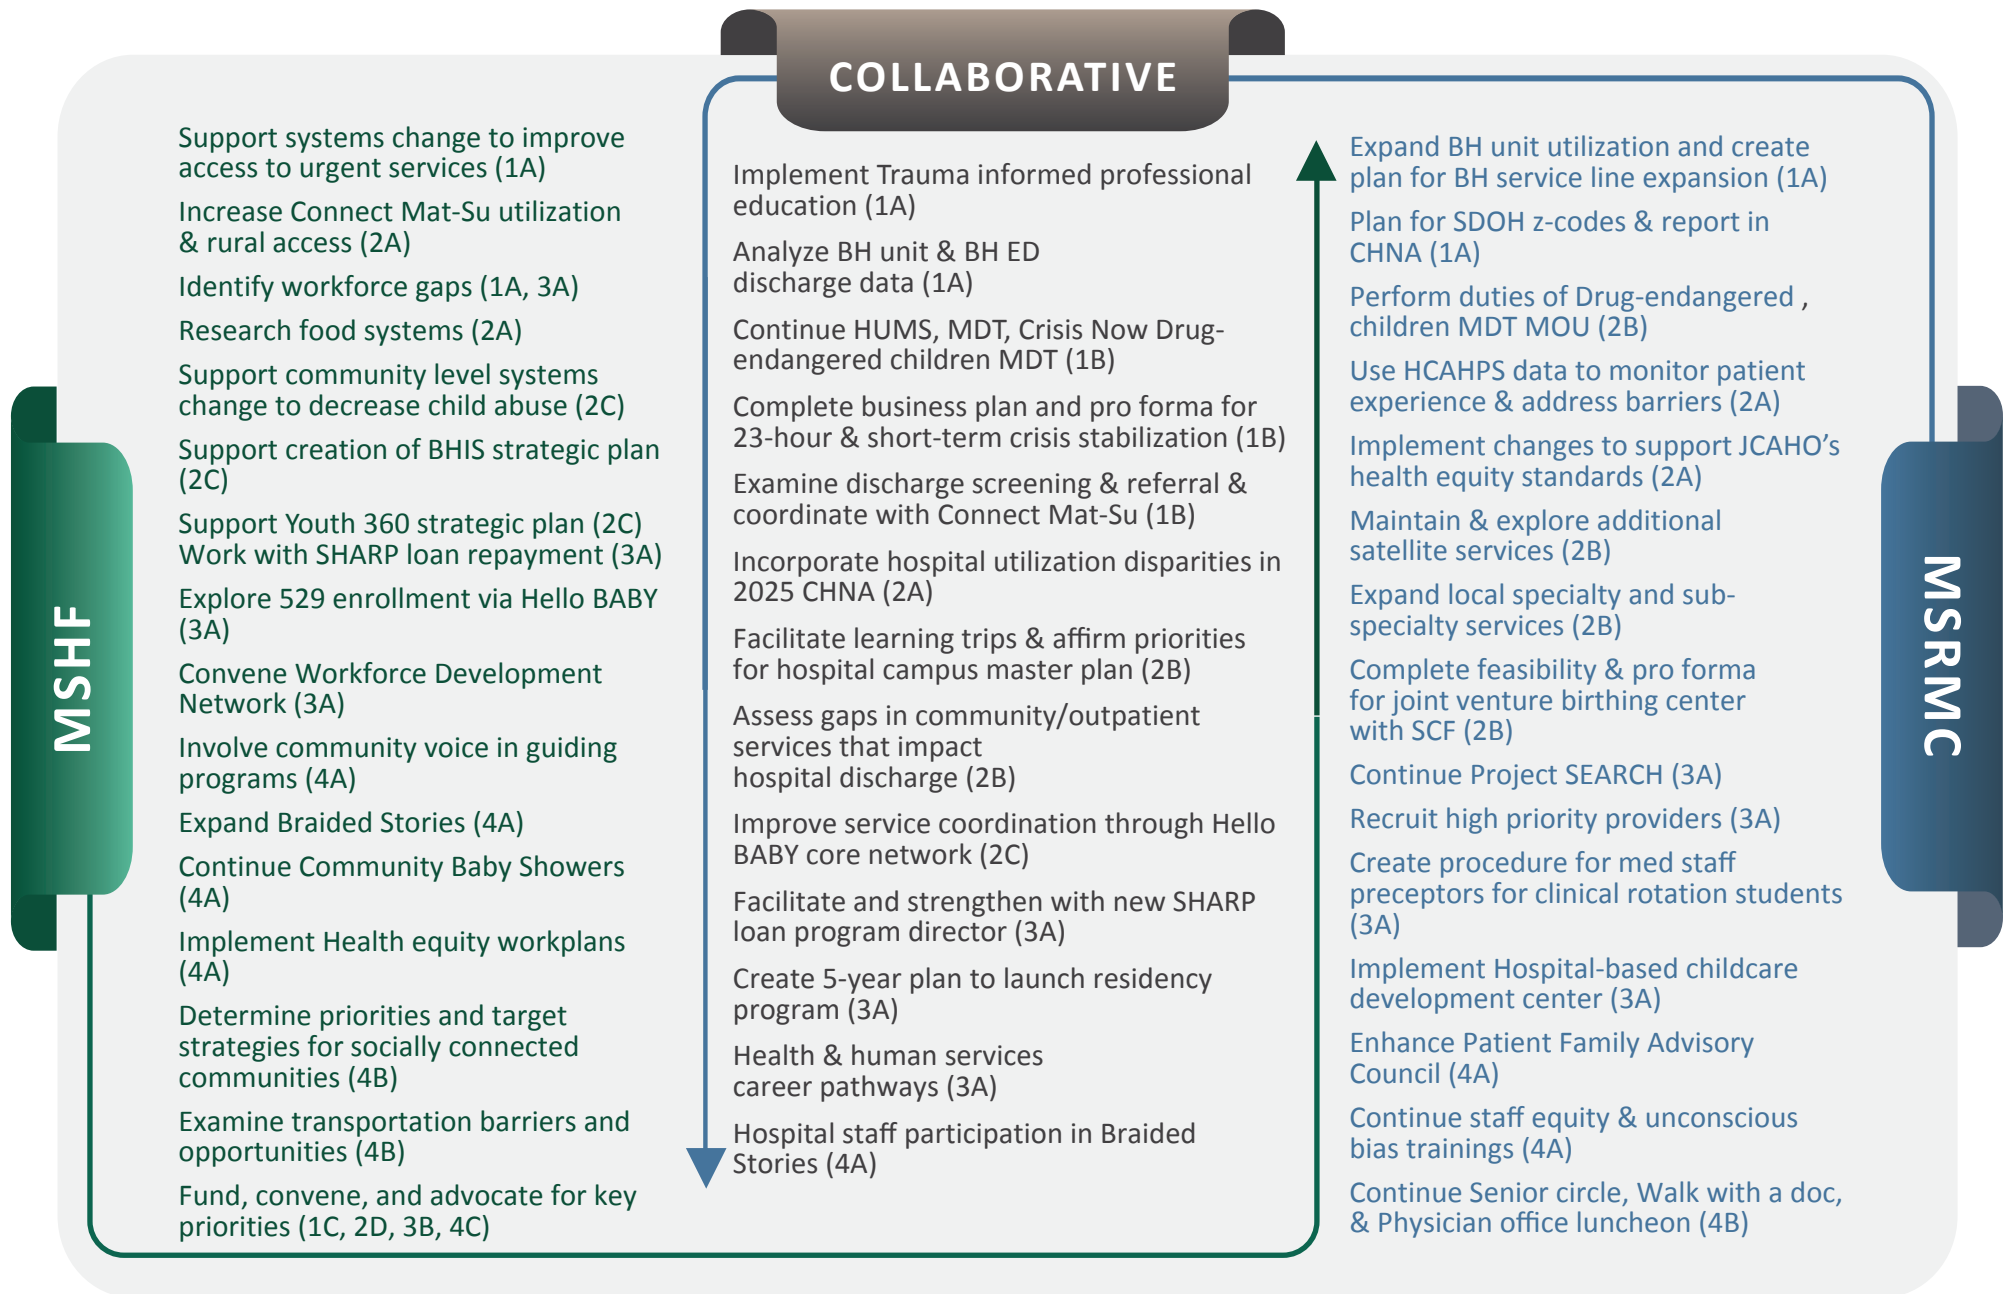 COLLABORATIVE
MSHF
Support systems change to improve
access to urgent services (1A)
Increase Connect Mat-Su utilization
& rural access (2A)
Identify workforce gaps (1A, 3A)
Research food systems (2A)
Support community level systems
change to decrease child abuse (2C)
Support creation of BHIS strategic plan
(2C)
Support Youth 360 strategic plan (2C)
Work with SHARP loan repayment (3A)
Explore 529 enrollment via Hello BABY
(3A)
Convene Workforce Development
Network (3A)
Involve community voice in guiding
programs (4A)
Expand Braided Stories (4A)
Continue Community Baby Showers
(4A)
Implement Health equity workplans
(4A)
Determine priorities and target
strategies for socially connected
communities (4B)
Examine transportation barriers and
opportunities (4B)
Fund, convene, and advocate for key
priorities (1C, 2D, 3B, 4C)
Implement Trauma informed professional
education (1A)
Analyze BH unit & BH ED
discharge data (1A)
Continue HUMS, MDT, Crisis Now Drug-
endangered children MDT (1B)
Complete business plan and pro forma for
23-hour & short-term crisis stabilization (1B)
Examine discharge screening & referral &
coordinate with Connect Mat-Su (1B)
Incorporate hospital utilization disparities in
2025 CHNA (2A)
Facilitate learning trips & affirm priorities
for hospital campus master plan (2B)
Assess gaps in community/outpatient
services that impact
hospital discharge (2B)
Improve service coordination through Hello
BABY core network (2C)
Facilitate and strengthen with new SHARP
loan program director (3A)
Create 5-year plan to launch residency
program (3A)
Health & human services
career pathways (3A)
Hospital staff participation in Braided
Stories (4A)
Expand BH unit utilization and create
plan for BH service line expansion (1A)
Plan for SDOH z-codes & report in
CHNA (1A)
Perform duties of Drug-endangered ,
children MDT MOU (2B)
Use HCAHPS data to monitor patient
experience & address barriers (2A)
Implement changes to support JCAHO’s
health equity standards (2A)
Maintain & explore additional
satellite services (2B)
Expand local specialty and sub-
specialty services (2B)
Complete feasibility & pro forma
for joint venture birthing center
with SCF (2B)
Continue Project SEARCH (3A)
Recruit high priority providers (3A)
Create procedure for med staff
preceptors for clinical rotation students
(3A)
Implement Hospital-based childcare
development center (3A)
Enhance Patient Family Advisory
Council (4A)
Continue staff equity & unconscious
bias trainings (4A)
Continue Senior circle, Walk with a doc,
& Physician office luncheon (4B)
MSRMC